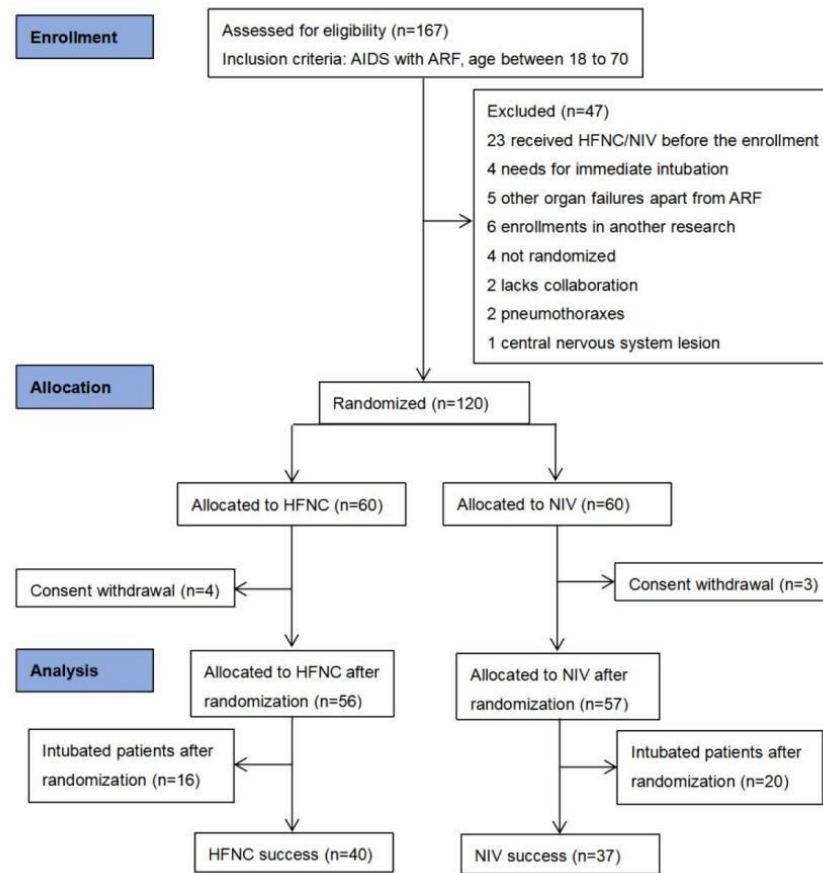 Enrollment
Assessed for eligibility (n=167)
Inclusion criteria: AIDS with ARF, age between 18 to 70
Excluded (n=47)
23 received HFNC/NIV before the enrollment
4 needs for immediate intubation
5 other organ failures apart from ARF
6 enrollments in another research
4 not randomized
2 lacks collaboration
2 pneumothoraxes
1 central nervous system lesion
Allocation
Randomized (n=120)
Allocated to HFNC (n=60)
Allocated to NIV (n=60)
Consent withdrawal (n=4)
Consent withdrawal (n=3)
Analysis
Allocated to HFNC after
randomization (n=56)
Allocated to NIV after
randomization (n=57)
Intubated patients after
randomization (n=16)
Intubated patients after
randomization (n=20)
HFNC success (n=40)
NIV success (n=37)